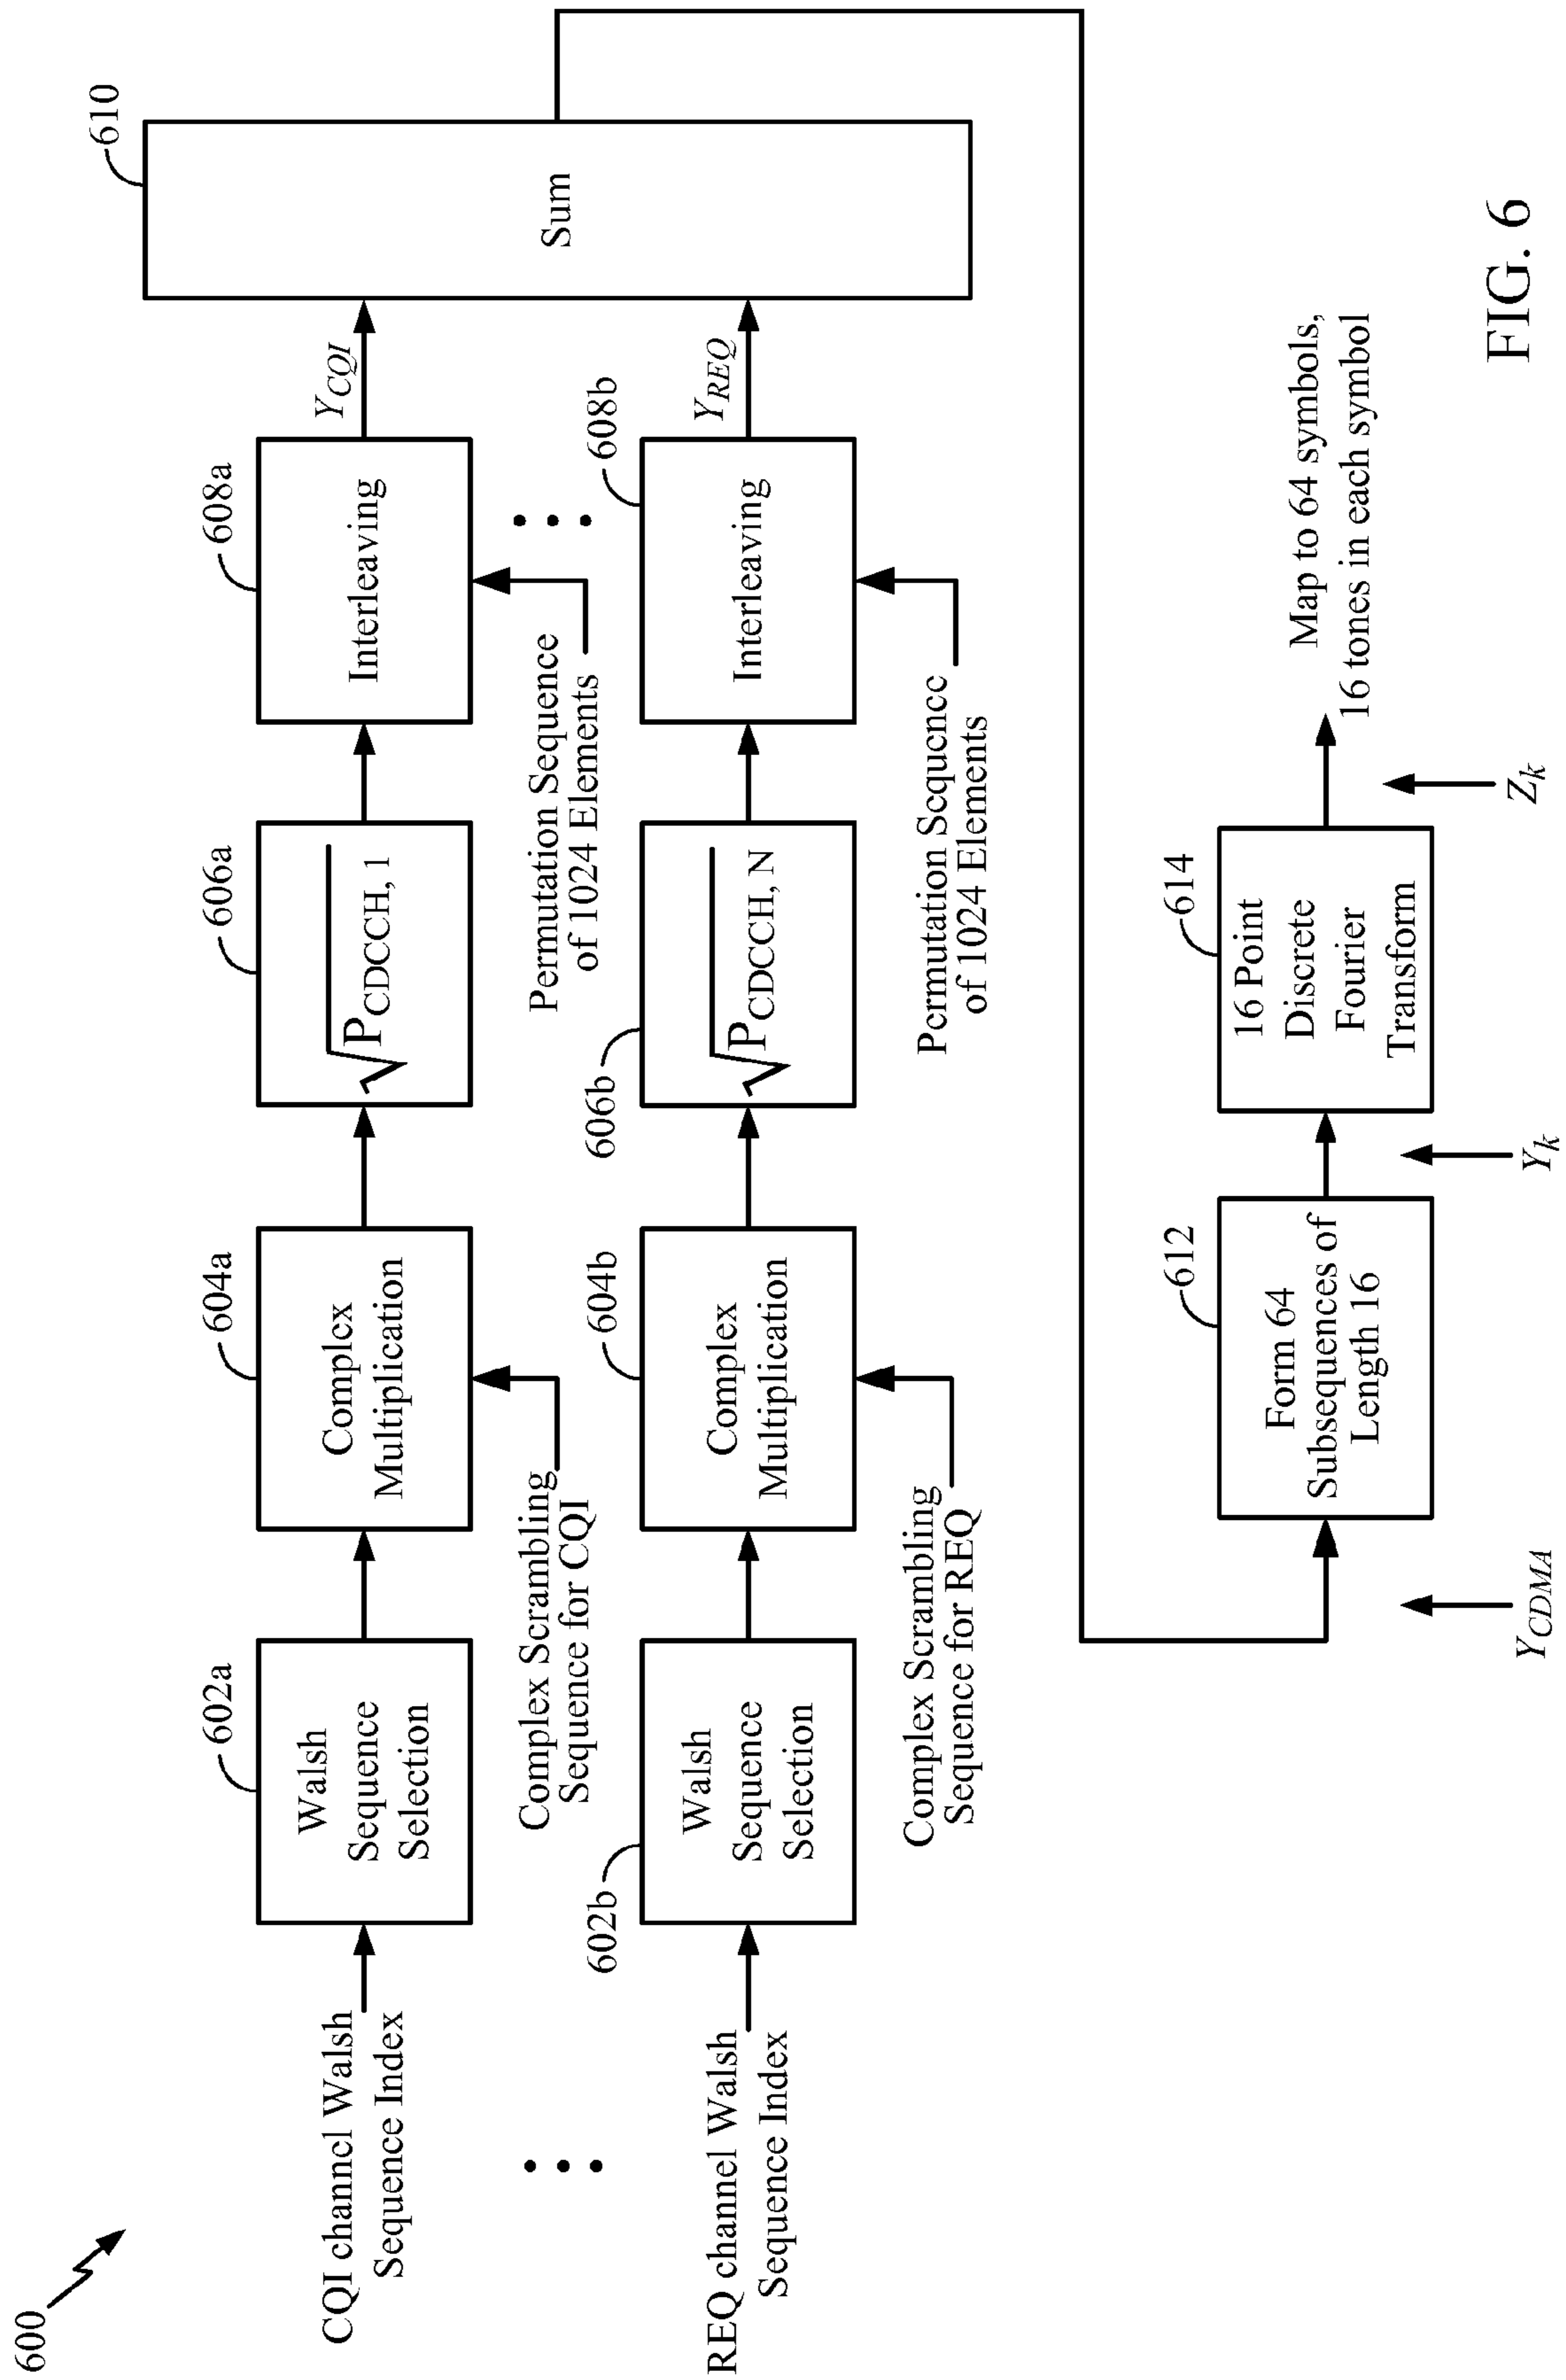 600
CQI channel Walsh
Sequence Index
602a
Walsh
Sequence
Selection
604a
Complex
Multiplication
Complex Scrambling
Sequence for CQI
606a
√PCDCCH, 1
608a
Interleaving
Permutation Sequence
of 1024 Elements
YCQI
610
Sum
REQ channel Walsh
Sequence Index
602b
Walsh
Sequence
Selection
604b
Complex
Multiplication
Complex Scrambling
Sequence for REQ
606b
√PCDCCH, N
608b
Interleaving
Permutation Sequence
of 1024 Elements
YREQ
YCDMA
612
Form 64
Subsequences of
Length 16
Yk
614
16 Point
Discrete
Fourier
Transform
Zk
Map to 64 symbols,
16 tones in each symbol
FIG. 6